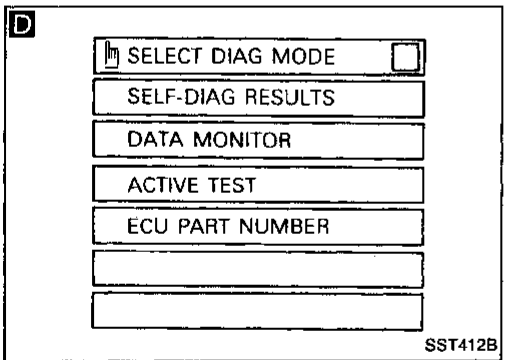 D
SELECT DIAG MODE
SELF-DIAG RESULTS
DATA MONITOR
ACTIVE TEST
ECU PART NUMBER
SST412B